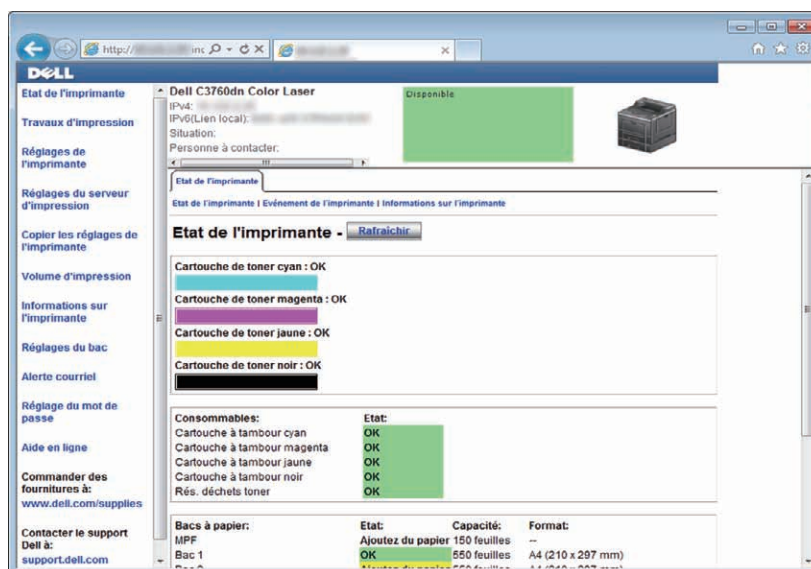 http:// inc
DELL
Etat de l'imprimante
Travaux d'impression
Réglages de
l'imprimante
Réglages du serveur
d'impression
Copier les réglages de
l'imprimante
Volume d'impression
Informations sur
l'imprimante
Réglages du bac
Alerte courriel
Réglage du mot de
passe
Aide en ligne
Commander des
fournitures à:
www.dell.com/supplies
Contacter le support
Dell à:
support.dell.com
Dell C3760dn Color Laser
IPv4:
IPv6(Lien local):
Situation:
Personne à contacter:
Disponible
Etat de l'imprimante
Etat de l'imprimante | Evénement de l'imprimante | Informations sur l'imprimante
Etat de l'imprimante - Rafraîchir
Cartouche de toner cyan : OK
Cartouche de toner magenta : OK
Cartouche de toner jaune : OK
Cartouche de toner noir : OK
Consommables: Etat:
Cartouche à tambour cyan OK
Cartouche à tambour magenta OK
Cartouche à tambour jaune OK
Cartouche à tambour noir OK
Rés. déchets toner OK
Bacs à papier: Etat: Capacité: Format:
MPF Ajoutez du papier 150 feuilles --
Bac 1 OK 550 feuilles A4 (210 x 297 mm)